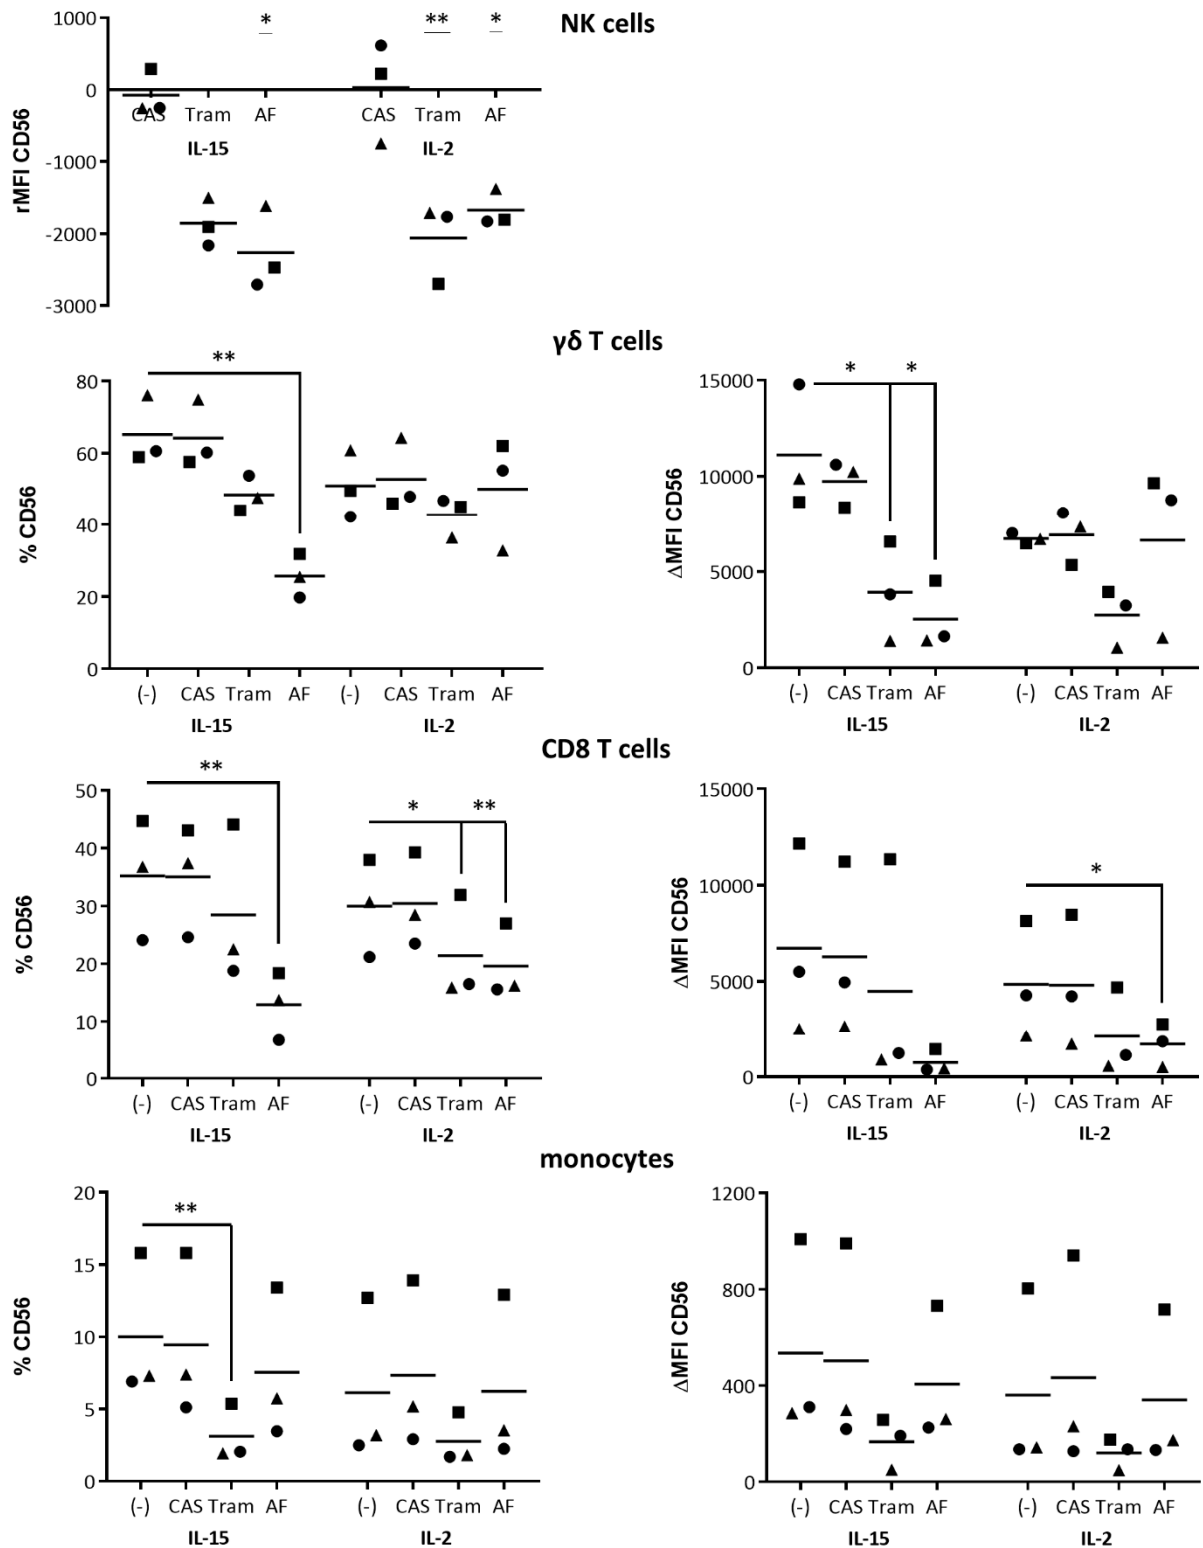 NK cells
rMFI CD56
1000
0
-1000
-2000
-3000
* ** *
CAS Tram AF CAS Tram AF
IL-15 IL-2
γδ T cells
% CD56
80
60
40
20
0
**
(-) CAS Tram AF (-) CAS Tram AF
IL-15 IL-2
ΔMFI CD56
15000
10000
5000
0
* *
(-) CAS Tram AF (-) CAS Tram AF
IL-15 IL-2
CD8 T cells
% CD56
50
40
30
20
10
0
** * **
(-) CAS Tram AF (-) CAS Tram AF
IL-15 IL-2
ΔMFI CD56
15000
10000
5000
0
*
(-) CAS Tram AF (-) CAS Tram AF
IL-15 IL-2
monocytes
% CD56
20
15
10
5
0
**
(-) CAS Tram AF (-) CAS Tram AF
IL-15 IL-2
ΔMFI CD56
1200
800
400
0
(-) CAS Tram AF (-) CAS Tram AF
IL-15 IL-2